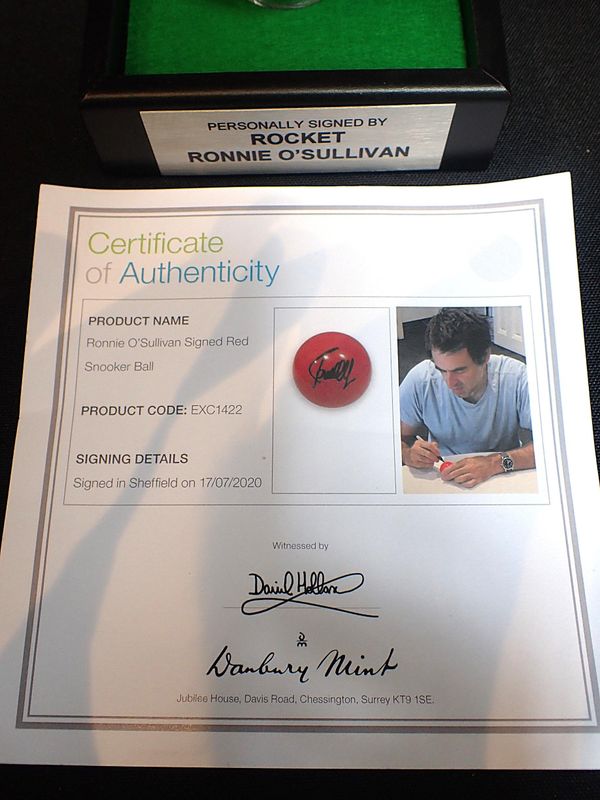 PERSONALLY SIGNED BY
ROCKET
RONNIE O'SULLIVAN
Certificate
of Authenticity
PRODUCT NAME
Ronnie O'Sullivan Signed Red
Snooker Ball
PRODUCT CODE: EXC1422
SIGNING DETAILS
Signed in Sheffield on 17/07/2020
Witnessed by
Danbury Mint
Jubilee House, Davis Road, Chessington, Surrey KT9 1SE.